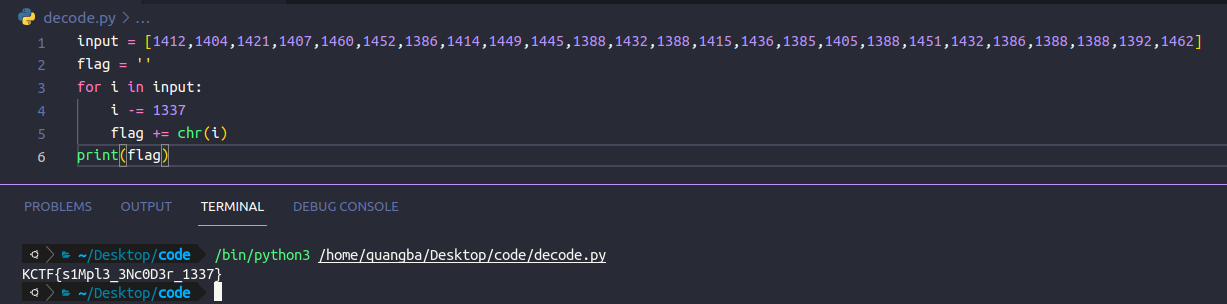 decode.py > ...
1 input = [1412,1404,1421,1407,1460,1452,1386,1414,1449,1445,1388,1432,1388,1415,1436,1385,1405,1388,1451,1432,1386,1388,1388,1392,1462]
2 flag = ''
3 for i in input:
4 i -= 1337
5 flag += chr(i)
6 print(flag)
PROBLEMS OUTPUT TERMINAL DEBUG CONSOLE
~/Desktop/code /bin/python3 /home/quangba/Desktop/code/decode.py
KCTF{s1Mpl3_3Nc0D3r_1337}
~/Desktop/code